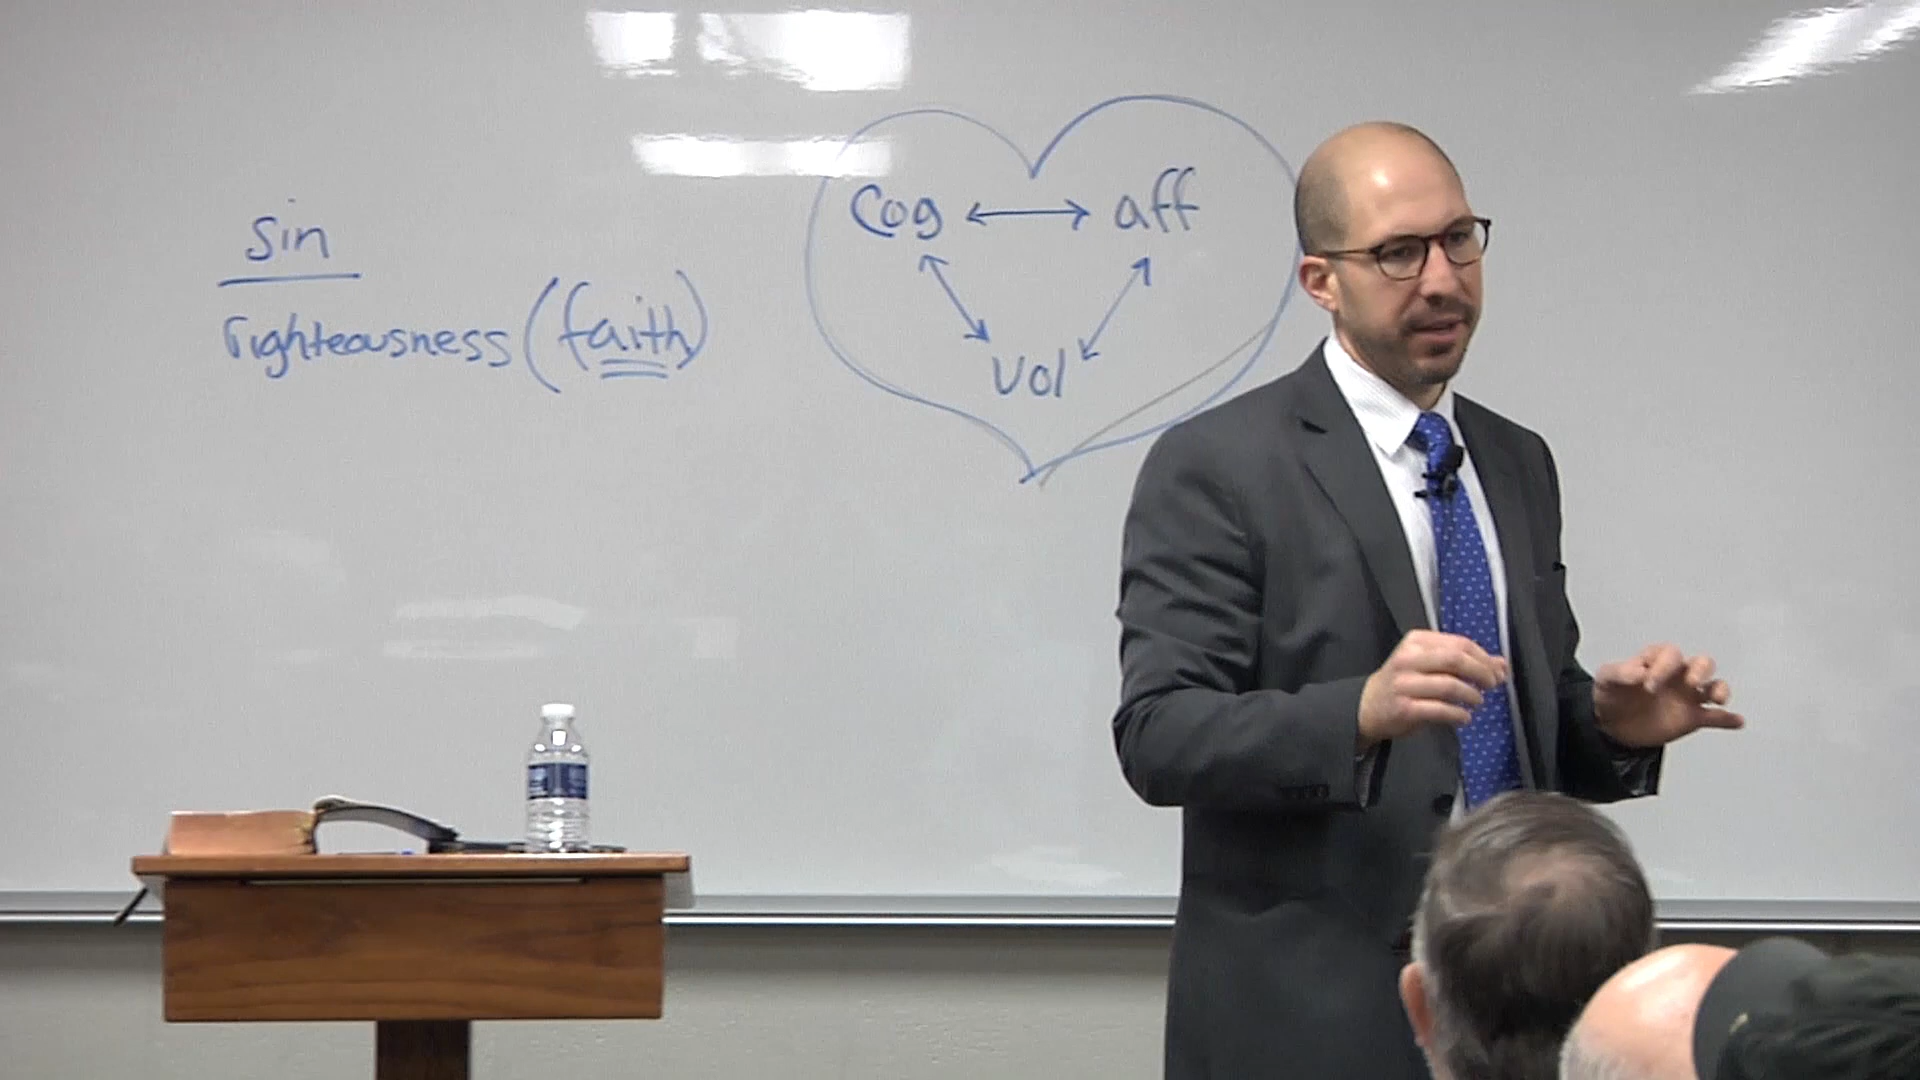 sin
righteousness (faith)
Cog aff
vol